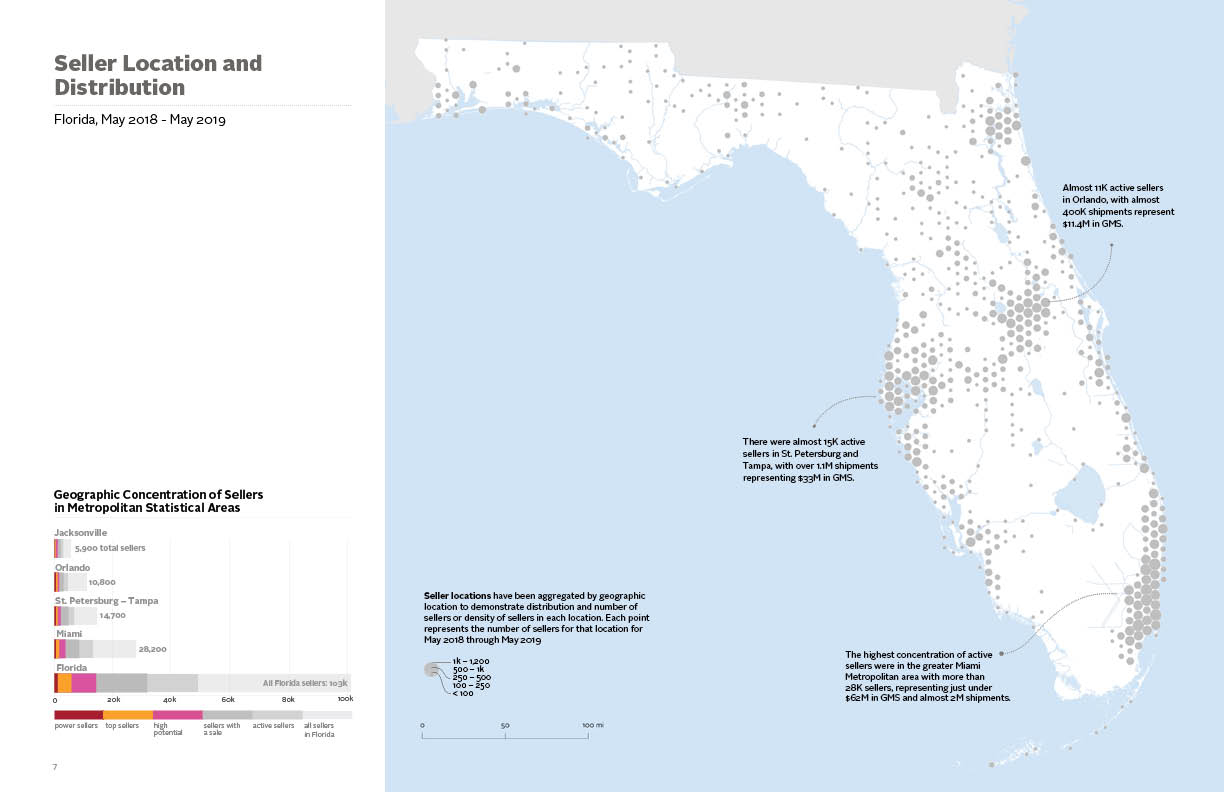 Seller Location and
Distribution
Florida, May 2018 - May 2019
Almost 11K active sellers
in Orlando, with almost
400K shipments represent
$11.4M in GMS.
There were almost 15K active
sellers in St. Petersburg and
Tampa, with over 1.1M shipments
representing $33M in GMS.
Geographic Concentration of Sellers
in Metropolitan Statistical Areas
Jacksonville
5,900 total sellers
Orlando
10,800
St. Petersburg – Tampa
14,700
Miami
28,200
Florida
All Florida sellers: 103k
0 20k 40k 60k 80k 100k
power sellers top sellers high potential sellers with a sale active sellers all sellers in Florida
Seller locations have been aggregated by geographic
location to demonstrate distribution and number of
sellers or density of sellers in each location. Each point
represents the number of sellers for that location for
May 2018 through May 2019
1k – 1,200
500 – 1k
250 – 500
100 – 250
< 100
0 50 100 mi
The highest concentration of active
sellers were in the greater Miami
Metropolitan area with more than
28K sellers, representing just under
$62M in GMS and almost 2M shipments.
7